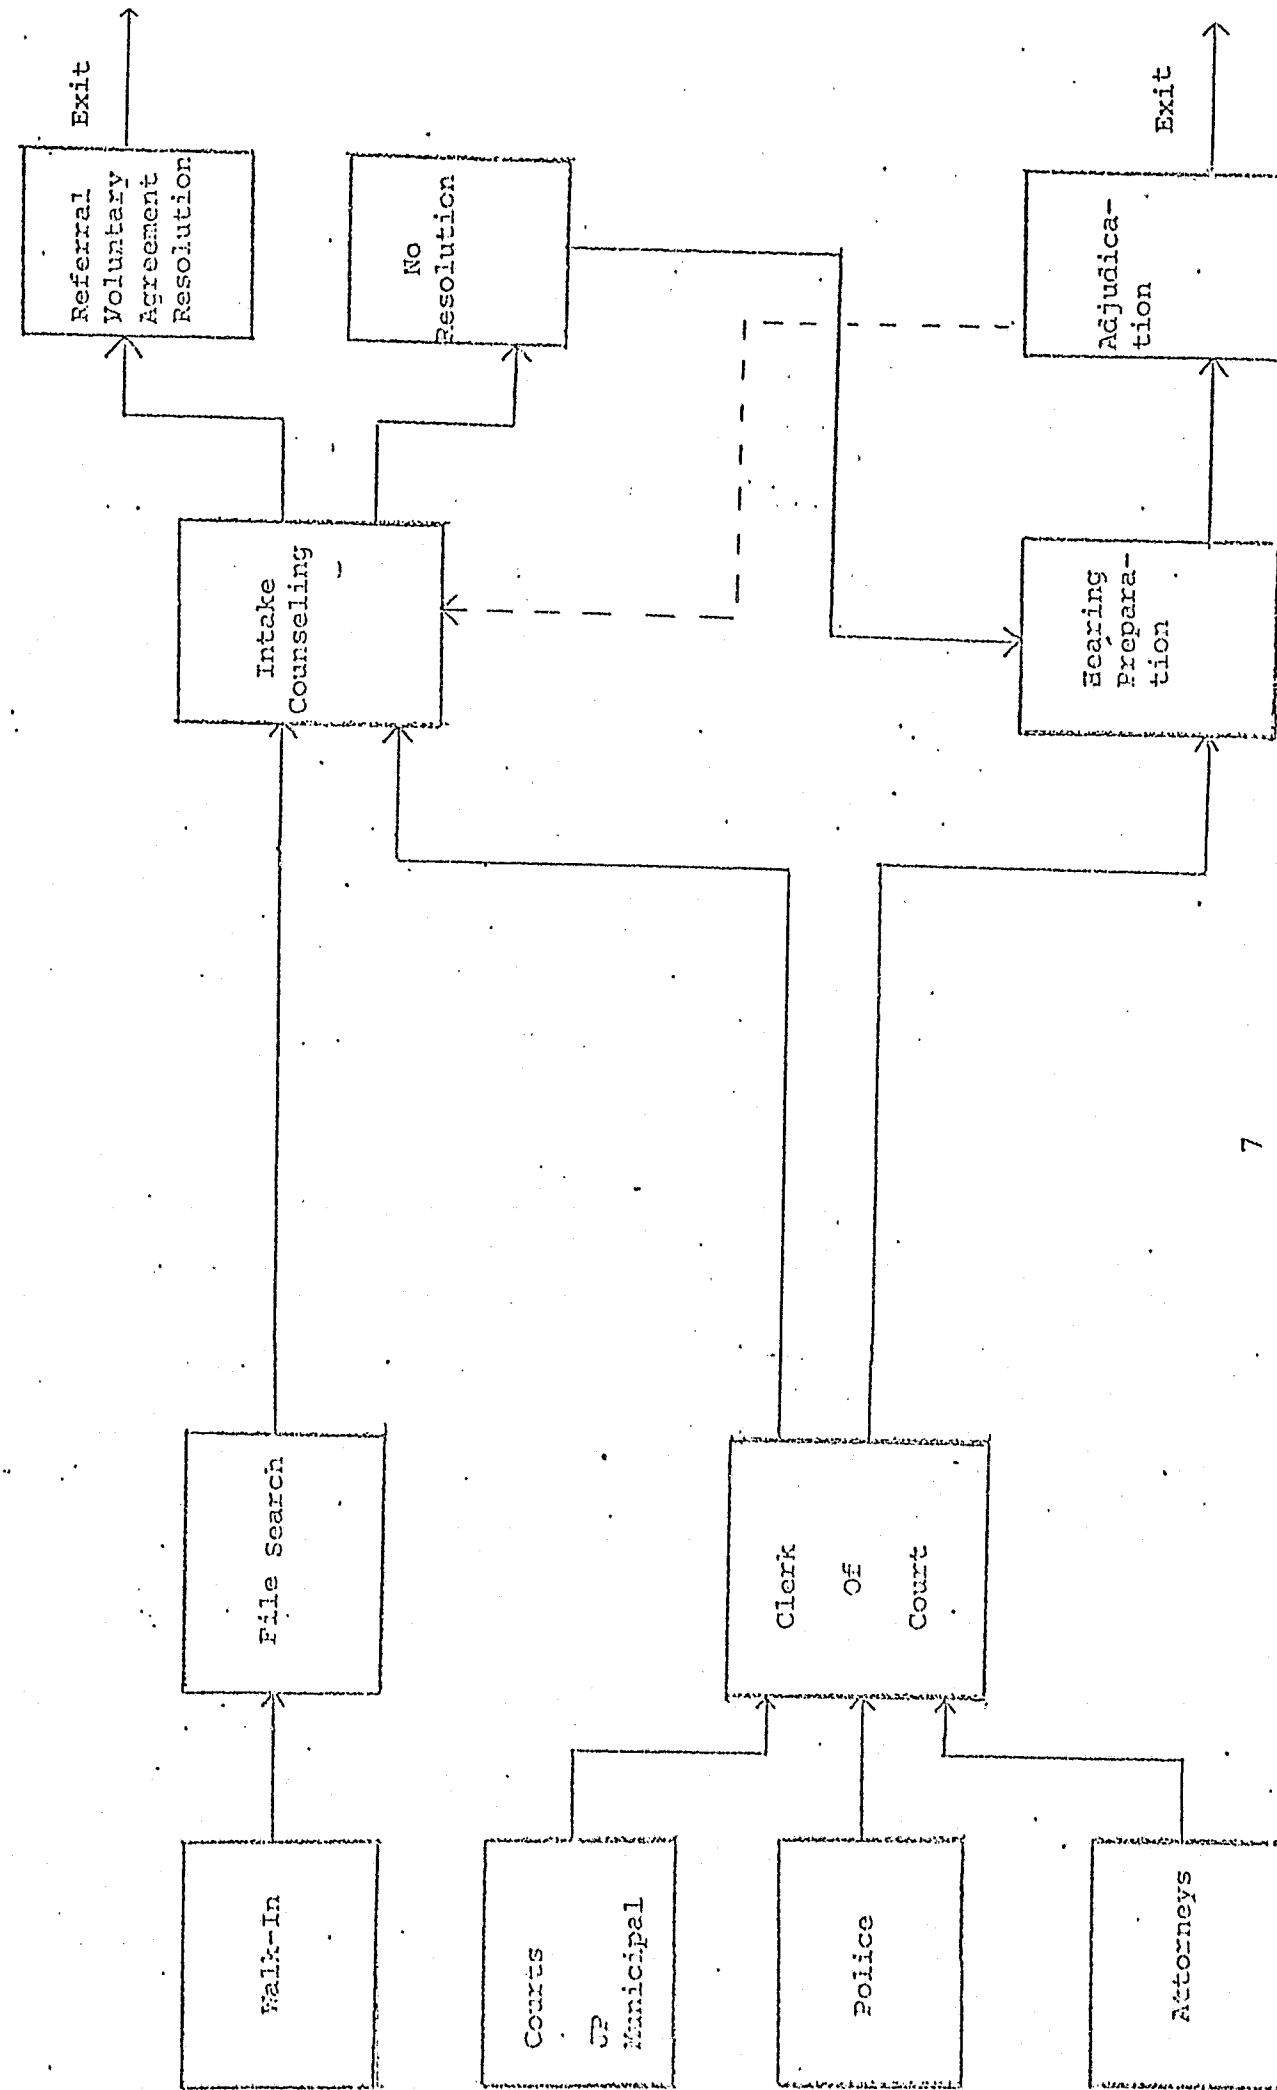 Walk-In
File Search
Intake
Counseling
Referral
Voluntary
Agreement
Resolution
Exit
No
Resolution
Courts
JP
Municipal
Police
Attorneys
Clerk
Of
Court
Hearing
Prepara-
tion
Adjudica-
tion
Exit
7